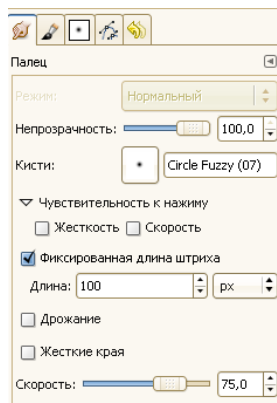 Палец
Режим: Нормальный
Непрозрачность: 100,0
Кисти: Circle Fuzzy (07)
Чувствительность к нажиму
Жесткость Скорость
Фиксированная длина штриха
Длина: 100 px
Дрожание
Жесткие края
Скорость: 75,0